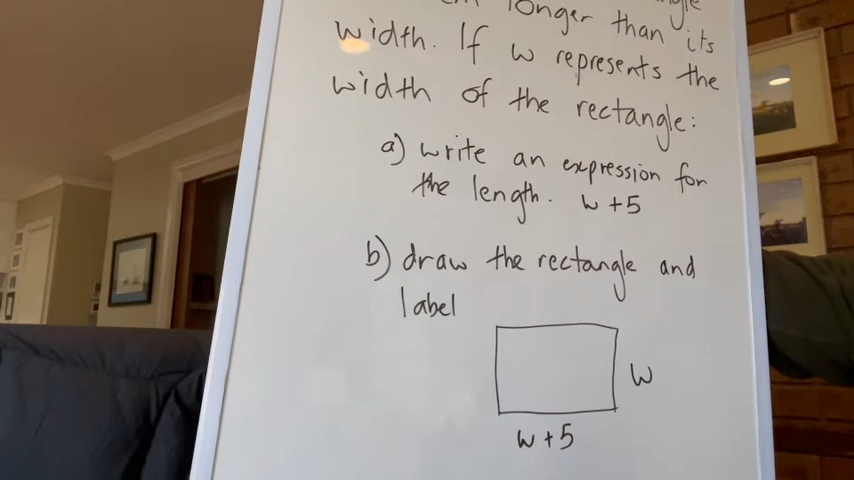 longer than its
width. If w represents the
width of the rectangle:
a) write an expression for
the length. w + 5
b) draw the rectangle and
label
w
w + 5